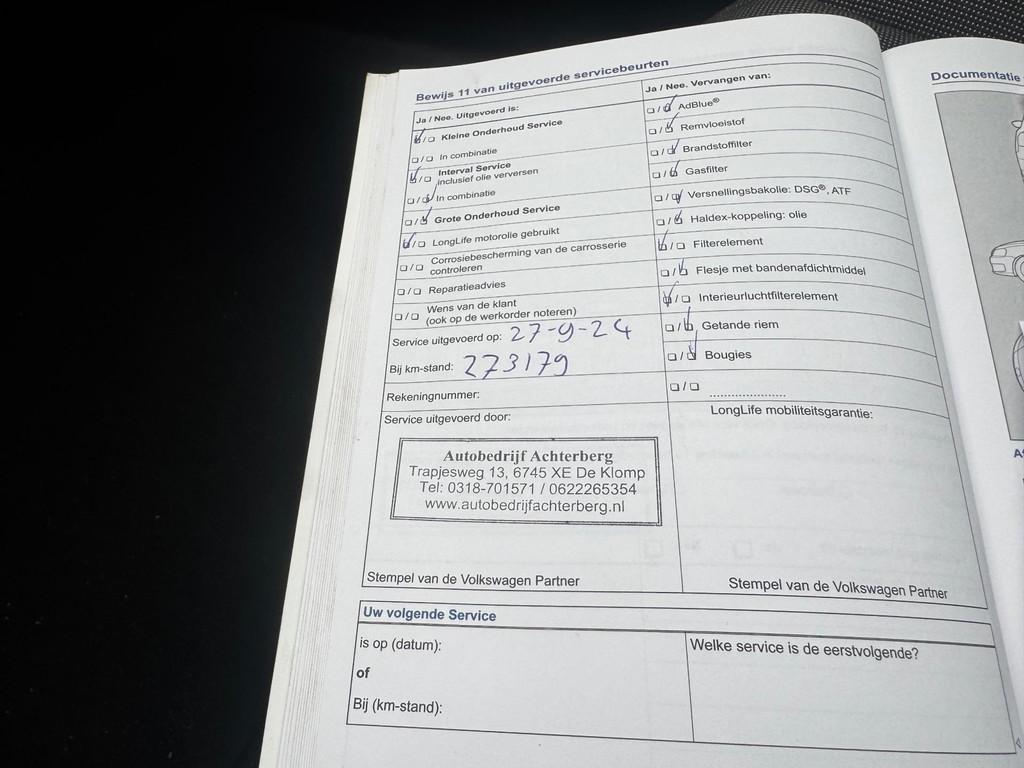 Bewijs 11 van uitgevoerde servicebeurten
Ja / Nee. Uitgevoerd is:
Kleine Onderhoud Service
In combinatie
Interval Service
inclusief olie verversen
In combinatie
Grote Onderhoud Service
LongLife motorolie gebruikt
Corrosiebescherming van de carrosserie
controleren
Reparatieadvies
Wens van de klant
(ook op de werkorder noteren)
Service uitgevoerd op: 27-9-24
Bij km-stand: 273179
Rekeningnummer:
Service uitgevoerd door:
Autobedrijf Achterberg
Trapjesweg 13, 6745 XE De Klomp
Tel: 0318-701571 / 0622265354
www.autobedrijfachterberg.nl
Stempel van de Volkswagen Partner
Ja / Nee. Vervangen van:
AdBlue®
Remvloeistof
Brandstoffilter
Gasfilter
Versnellingsbakolie: DSG®, ATF
Haldex-koppeling: olie
Filterelement
Flesje met bandenafdichtmiddel
Interieurluchtfilterelement
Getande riem
Bougies
LongLife mobiliteitsgarantie:
Stempel van de Volkswagen Partner
Uw volgende Service
is op (datum):
of
Bij (km-stand):
Welke service is de eerstvolgende?
Documentatie